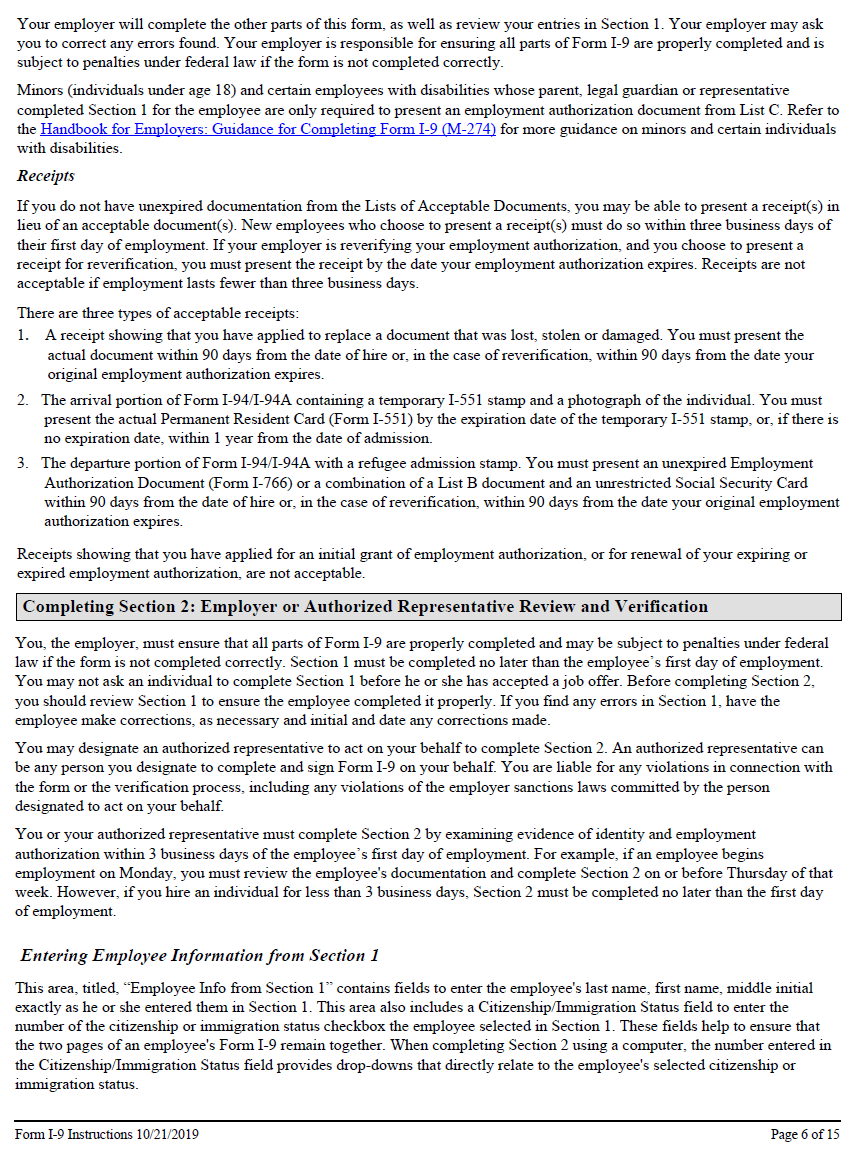 Your employer will complete the other parts of this form, as well as review your entries in Section 1. Your employer may ask
you to correct any errors found. Your employer is responsible for ensuring all parts of Form I-9 are properly completed and is
subject to penalties under federal law if the form is not completed correctly.
Minors (individuals under age 18) and certain employees with disabilities whose parent, legal guardian or representative
completed Section 1 for the employee are only required to present an employment authorization document from List C. Refer to
the Handbook for Employers: Guidance for Completing Form I-9 (M-274) for more guidance on minors and certain individuals
with disabilities.
Receipts
If you do not have unexpired documentation from the Lists of Acceptable Documents, you may be able to present a receipt(s) in
lieu of an acceptable document(s). New employees who choose to present a receipt(s) must do so within three business days of
their first day of employment. If your employer is reverifying your employment authorization, and you choose to present a
receipt for reverification, you must present the receipt by the date your employment authorization expires. Receipts are not
acceptable if employment lasts fewer than three business days.
There are three types of acceptable receipts:
1. A receipt showing that you have applied to replace a document that was lost, stolen or damaged. You must present the
actual document within 90 days from the date of hire or, in the case of reverification, within 90 days from the date your
original employment authorization expires.
2. The arrival portion of Form I-94/I-94A containing a temporary I-551 stamp and a photograph of the individual. You must
present the actual Permanent Resident Card (Form I-551) by the expiration date of the temporary I-551 stamp, or, if there is
no expiration date, within 1 year from the date of admission.
3. The departure portion of Form I-94/I-94A with a refugee admission stamp. You must present an unexpired Employment
Authorization Document (Form I-766) or a combination of a List B document and an unrestricted Social Security Card
within 90 days from the date of hire or, in the case of reverification, within 90 days from the date your original employment
authorization expires.
Receipts showing that you have applied for an initial grant of employment authorization, or for renewal of your expiring or
expired employment authorization, are not acceptable.
Completing Section 2: Employer or Authorized Representative Review and Verification
You, the employer, must ensure that all parts of Form I-9 are properly completed and may be subject to penalties under federal
law if the form is not completed correctly. Section 1 must be completed no later than the employee's first day of employment.
You may not ask an individual to complete Section 1 before he or she has accepted a job offer. Before completing Section 2,
you should review Section 1 to ensure the employee completed it properly. If you find any errors in Section 1, have the
employee make corrections, as necessary and initial and date any corrections made.
You may designate an authorized representative to act on your behalf to complete Section 2. An authorized representative can
be any person you designate to complete and sign Form I-9 on your behalf. You are liable for any violations in connection with
the form or the verification process, including any violations of the employer sanctions laws committed by the person
designated to act on your behalf.
You or your authorized representative must complete Section 2 by examining evidence of identity and employment
authorization within 3 business days of the employee's first day of employment. For example, if an employee begins
employment on Monday, you must review the employee's documentation and complete Section 2 on or before Thursday of that
week. However, if you hire an individual for less than 3 business days, Section 2 must be completed no later than the first day
of employment.
Entering Employee Information from Section 1
This area, titled, “Employee Info from Section 1” contains fields to enter the employee's last name, first name, middle initial
exactly as he or she entered them in Section 1. This area also includes a Citizenship/Immigration Status field to enter the
number of the citizenship or immigration status checkbox the employee selected in Section 1. These fields help to ensure that
the two pages of an employee's Form I-9 remain together. When completing Section 2 using a computer, the number entered in
the Citizenship/Immigration Status field provides drop-downs that directly relate to the employee's selected citizenship or
immigration status.
Form I-9 Instructions 10/21/2019
Page 6 of 15